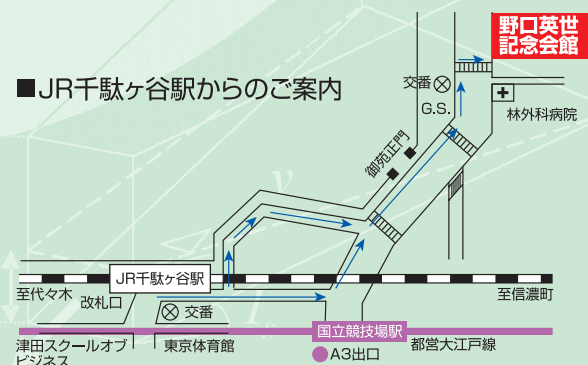 野口英世
記念会館
■JR千駄ヶ谷駅からのご案内
交番
G.S.
林外科病院
御苑正門
JR千駄ヶ谷駅
至代々木
改札口
至信濃町
交番
国立競技場駅
津田スクールオブ
ビジネス
東京体育館
A3出口
都営大江戸線